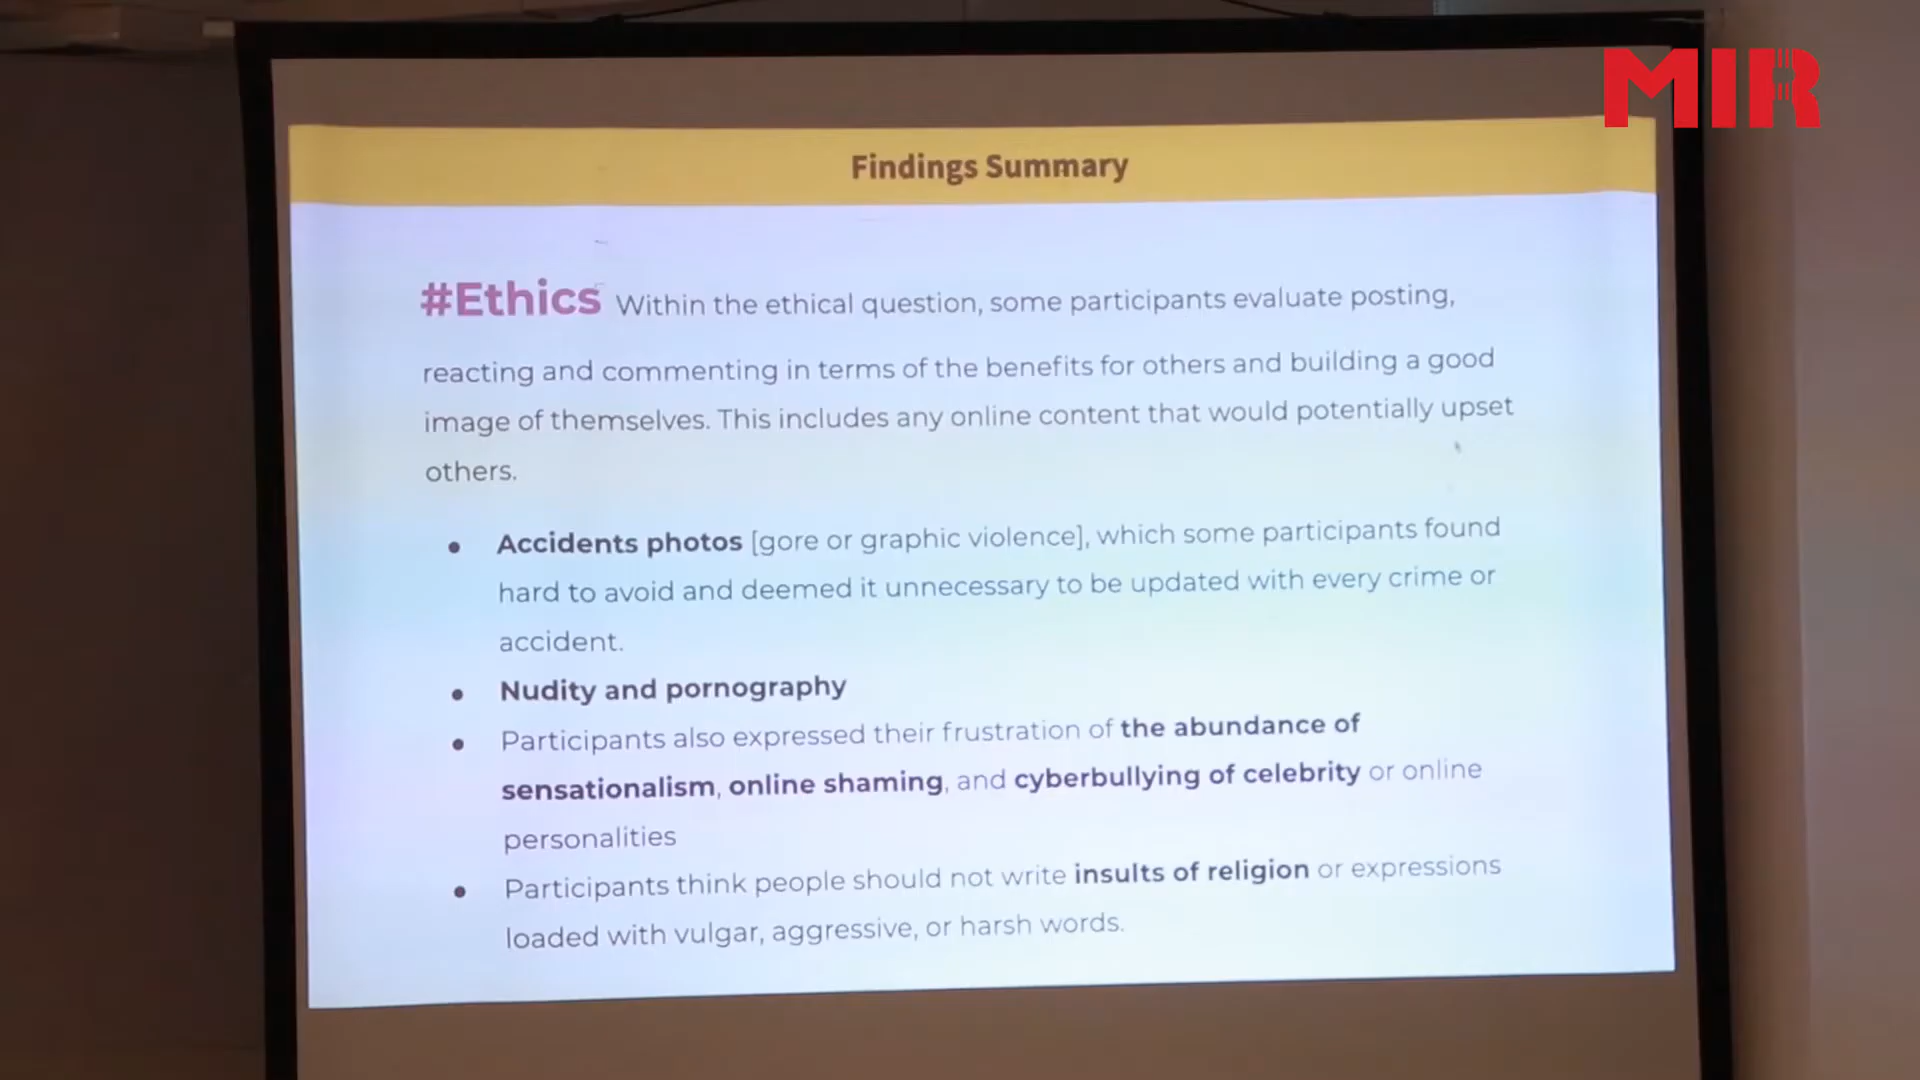 MIR
Findings Summary
#Ethics Within the ethical question, some participants evaluate posting,
reacting and commenting in terms of the benefits for others and building a good
image of themselves. This includes any online content that would potentially upset
others.
● Accidents photos [gore or graphic violence], which some participants found
hard to avoid and deemed it unnecessary to be updated with every crime or
accident.
● Nudity and pornography
● Participants also expressed their frustration of the abundance of
sensationalism, online shaming, and cyberbullying of celebrity or online
personalities
● Participants think people should not write insults of religion or expressions
loaded with vulgar, aggressive, or harsh words.